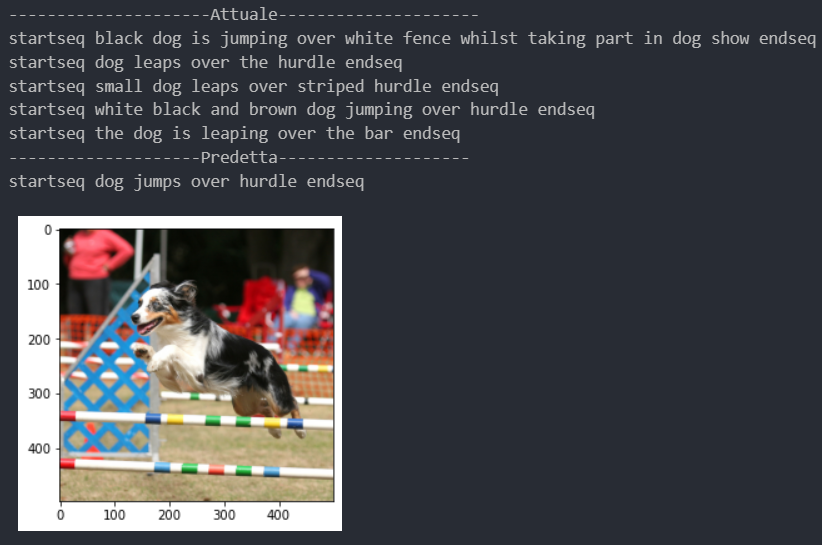 ---------------------Attuale---------------------
startseq black dog is jumping over white fence whilst taking part in dog show endseq
startseq dog leaps over the hurdle endseq
startseq small dog leaps over striped hurdle endseq
startseq white black and brown dog jumping over hurdle endseq
startseq the dog is leaping over the bar endseq
--------------------Predetta--------------------
startseq dog jumps over hurdle endseq
0
100
200
300
400
0 100 200 300 400